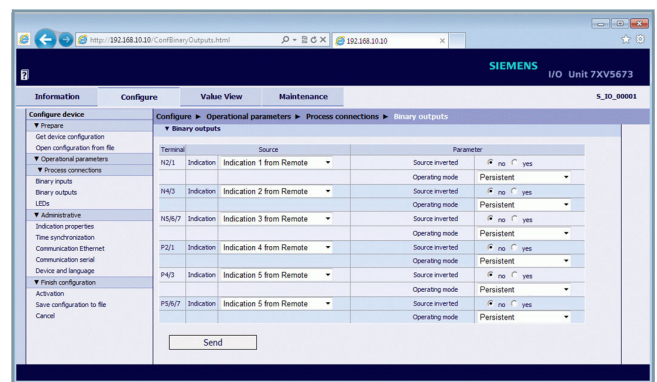 http://192.168.10.10/ConfBinaryOutputs.html
192.168.10.10
SIEMENS
I/O Unit 7XV5673
Information Configure Value View Maintenance S_IO_00001
Configure device
▼ Prepare
Get device configuration
Open configuration from file
▼ Operational parameters
▼ Process connections
Binary inputs
Binary outputs
LEDs
▼ Administrative
Indication properties
Time synchronization
Communication Ethernet
Communication serial
Device and language
▼ Finish configuration
Activation
Save configuration to file
Cancel
Configure ► Operational parameters ► Process connections ► Binary outputs
▼ Binary outputs
Terminal Source Parameter
N2/1 Indication Indication 1 from Remote Source inverted no yes
Operating mode Persistent
N4/3 Indication Indication 2 from Remote Source inverted no yes
Operating mode Persistent
N5/6/7 Indication Indication 3 from Remote Source inverted no yes
Operating mode Persistent
P2/1 Indication Indication 4 from Remote Source inverted no yes
Operating mode Persistent
P4/3 Indication Indication 5 from Remote Source inverted no yes
Operating mode Persistent
P5/6/7 Indication Indication 5 from Remote Source inverted no yes
Operating mode Persistent
Send